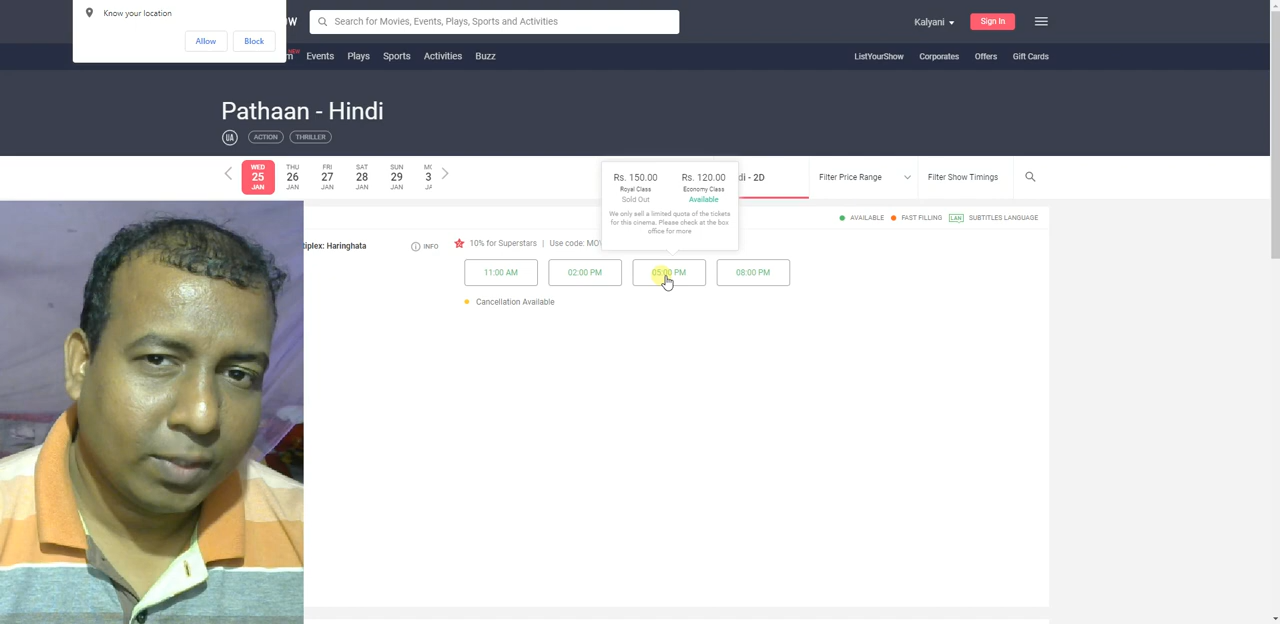 Know your location
Allow
Block
OW
Search for Movies, Events, Plays, Sports and Activities
Kalyani
Sign In
NEW
Events
Plays
Sports
Activities
Buzz
ListYourShow
Corporates
Offers
Gift Cards
Pathaan - Hindi
UA
ACTION
THRILLER
WED
25
JAN
THU
26
JAN
FRI
27
JAN
SAT
28
JAN
SUN
29
JAN
Rs. 150.00
Royal Class
Sold Out
Rs. 120.00
Economy Class
Available
We only sell a limited quota of the tickets
for this cinema. Please check at the box
office for more
di - 2D
Filter Price Range
Filter Show Timings
AVAILABLE
FAST FILLING
LAN
SUBTITLES LANGUAGE
tiplex: Haringhata
INFO
10% for Superstars | Use code: MO
11:00 AM
02:00 PM
05:00 PM
08:00 PM
Cancellation Available